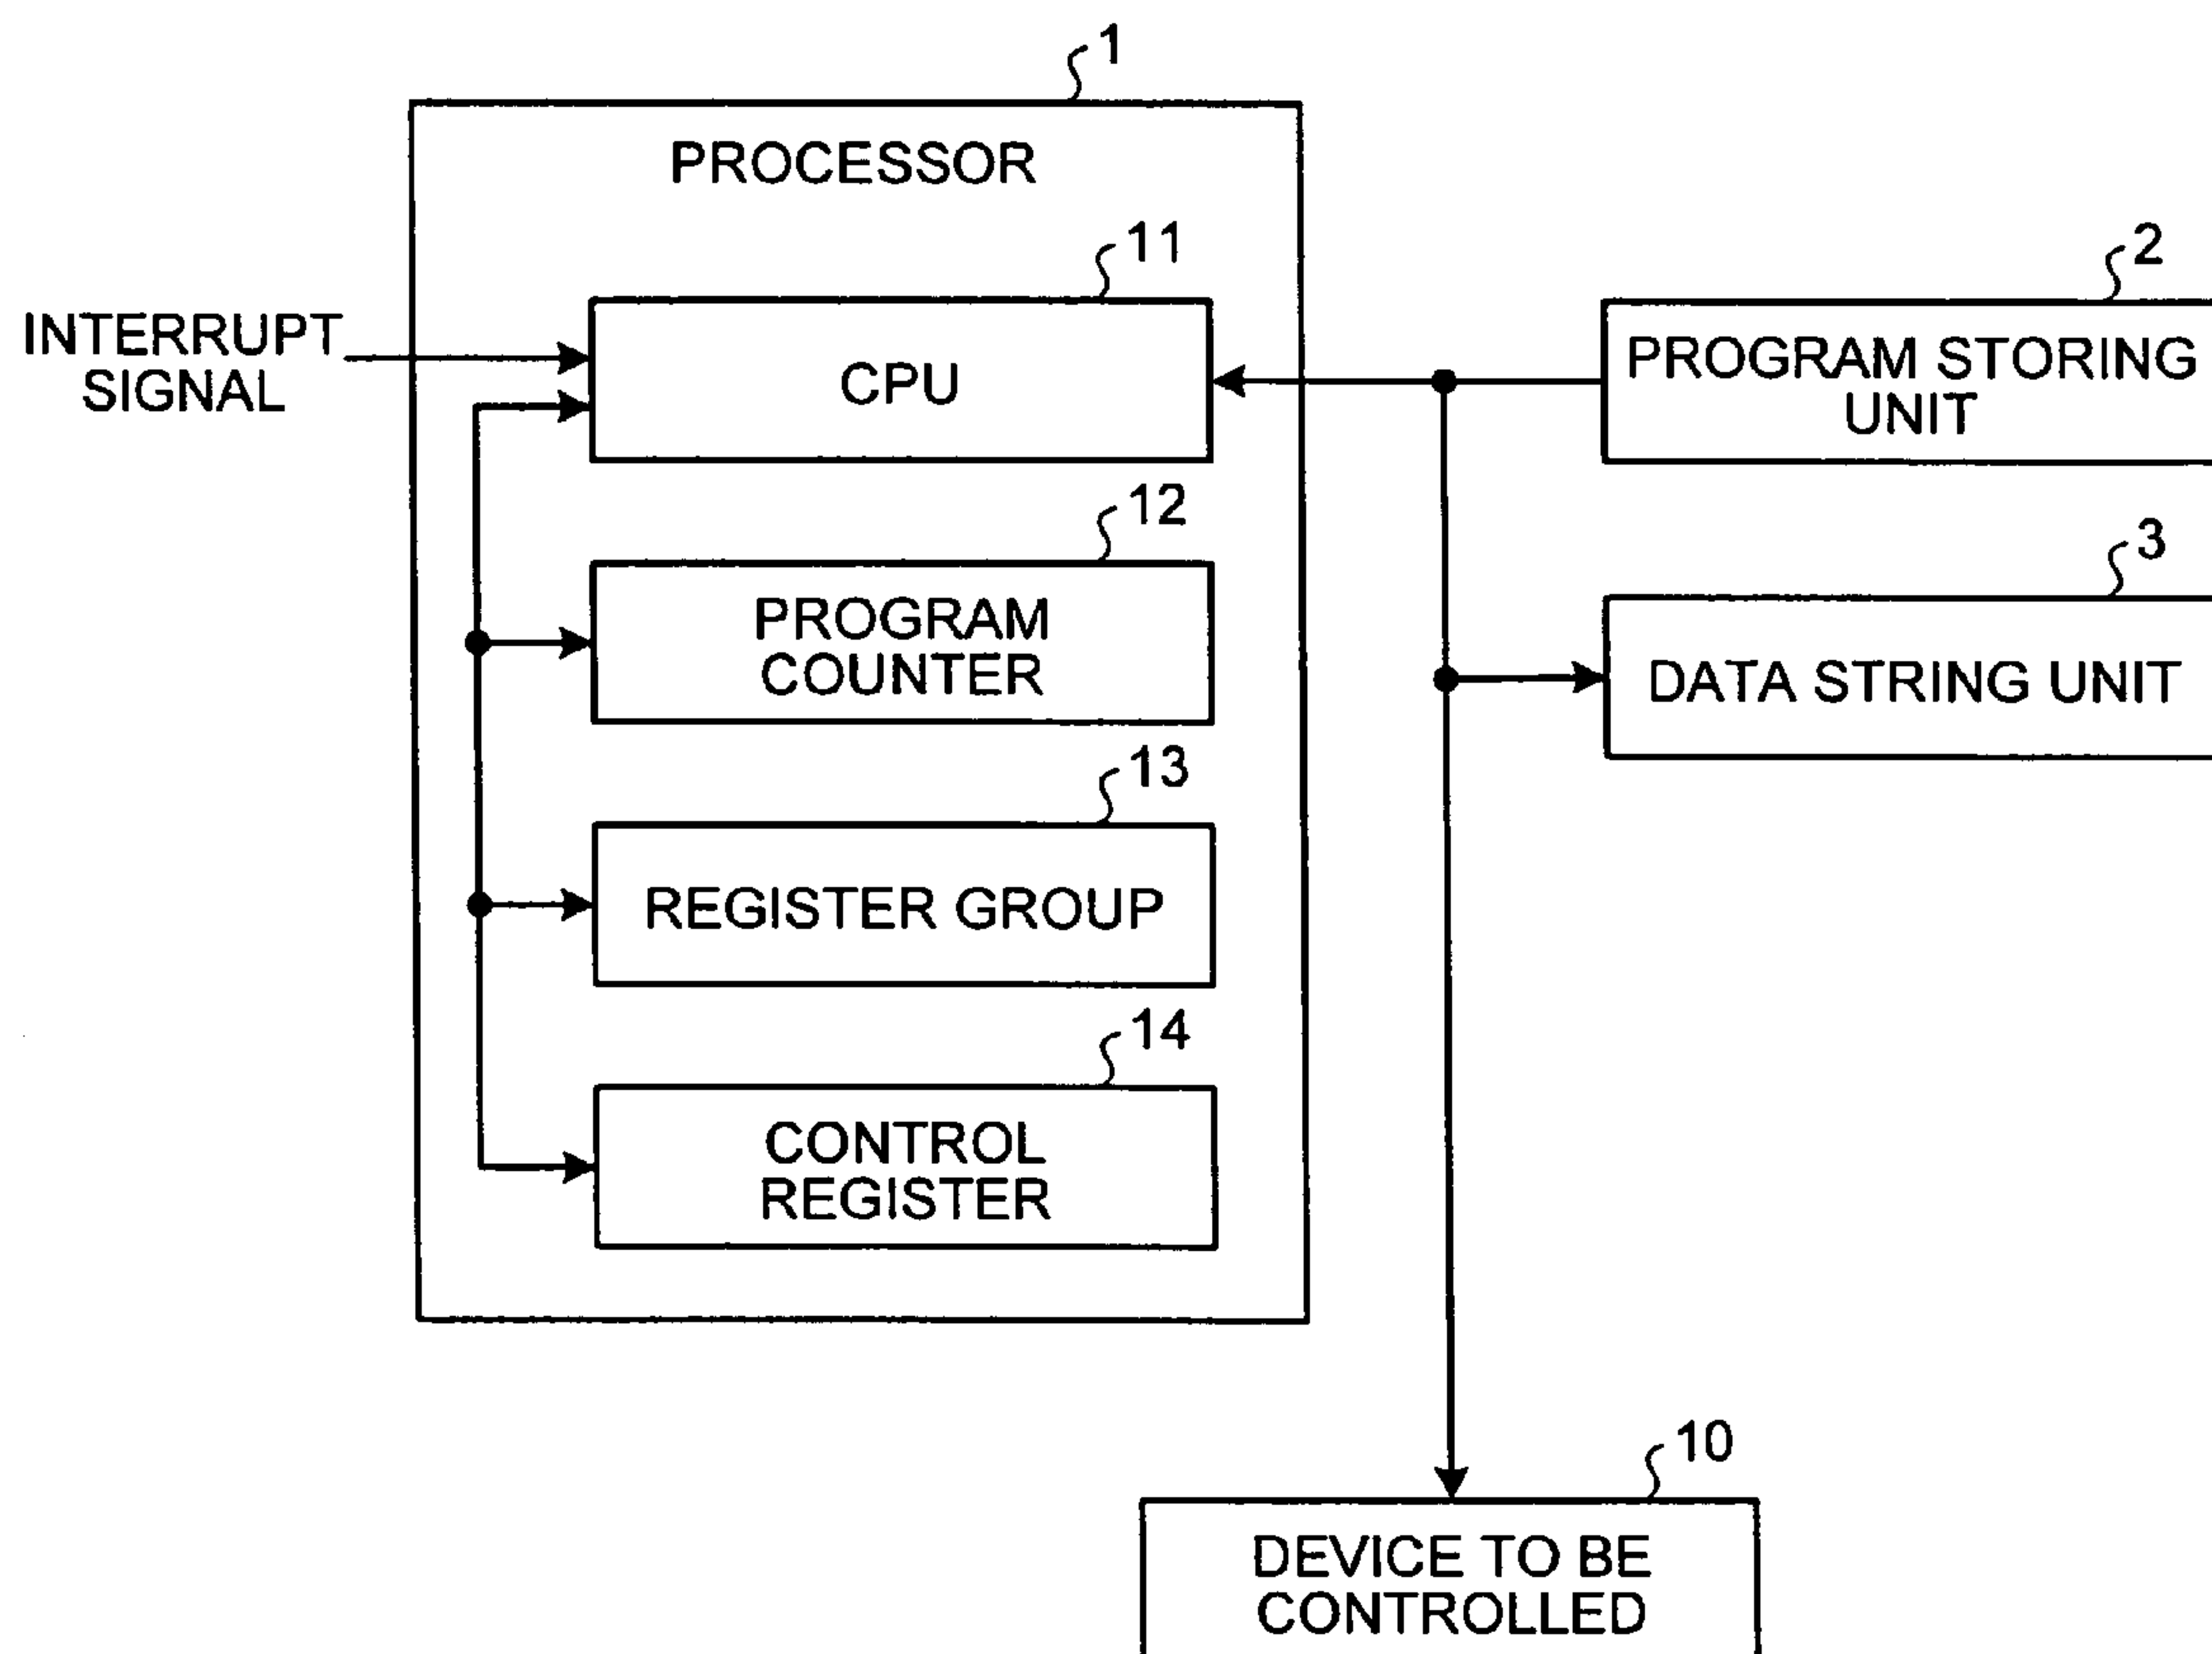 1
PROCESSOR
11
INTERRUPT
SIGNAL
CPU
2
PROGRAM STORING
UNIT
12
PROGRAM
COUNTER
3
DATA STRING UNIT
13
REGISTER GROUP
14
CONTROL
REGISTER
10
DEVICE TO BE
CONTROLLED